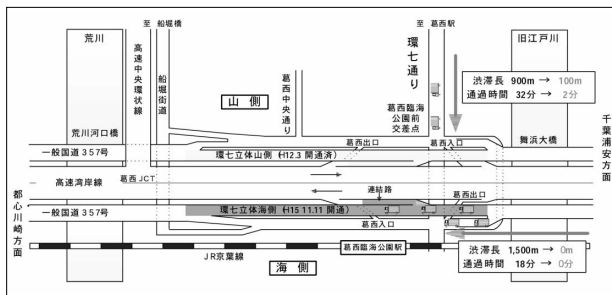 至 船堀橋
至 葛西駅
荒川
高速中央環状線
船堀街道
葛西中央通り
環七通り
旧江戸川
山 側
渋滞長 900m → 100m
通過時間 32分 → 2分
葛西臨海
公園前
交差点
荒川河口橋
葛西出口
葛西入口
舞浜大橋
千葉浦安方面
一般国道357号
環七立体山側 (H12.3 開通済)
高速湾岸線
葛西JCT
連結路
葛西出口
都心川崎方面
一般国道357号
環七立体海側 (H15 11.11 開通)
葛西入口
葛西臨海公園駅
JR京葉線
海 側
渋滞長 1,500m → 0m
通過時間 18分 → 0分